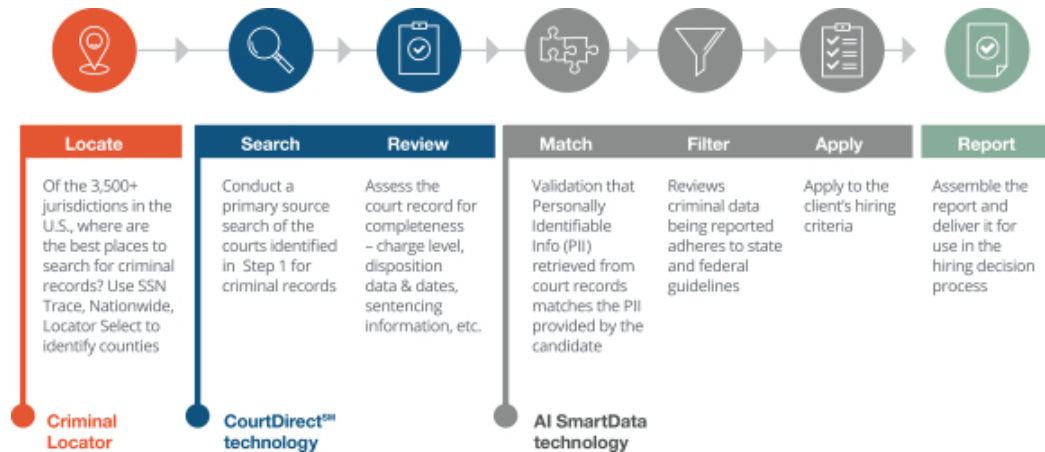 Locate
Search
Review
Match
Filter
Apply
Report
Of the 3,500+
jurisdictions in the
U.S., where are
the best places to
search for criminal
records? Use SSN
Trace, Nationwide,
Locator Select to
identify counties
Conduct a
primary source
search of the
courts identified
in Step 1 for
criminal records
Assess the
court record for
completeness
– charge level,
disposition
data & dates,
sentencing
information, etc.
Validation that
Personally
Identifiable
Info (PII)
retrieved from
court records
matches the PII
provided by the
candidate
Reviews
criminal data
being reported
adheres to state
and federal
guidelines
Apply to the
client's hiring
criteria
Assemble the
report and
deliver it for
use in the
hiring decision
process
Criminal
Locator
CourtDirect℠
technology
AI SmartData
technology